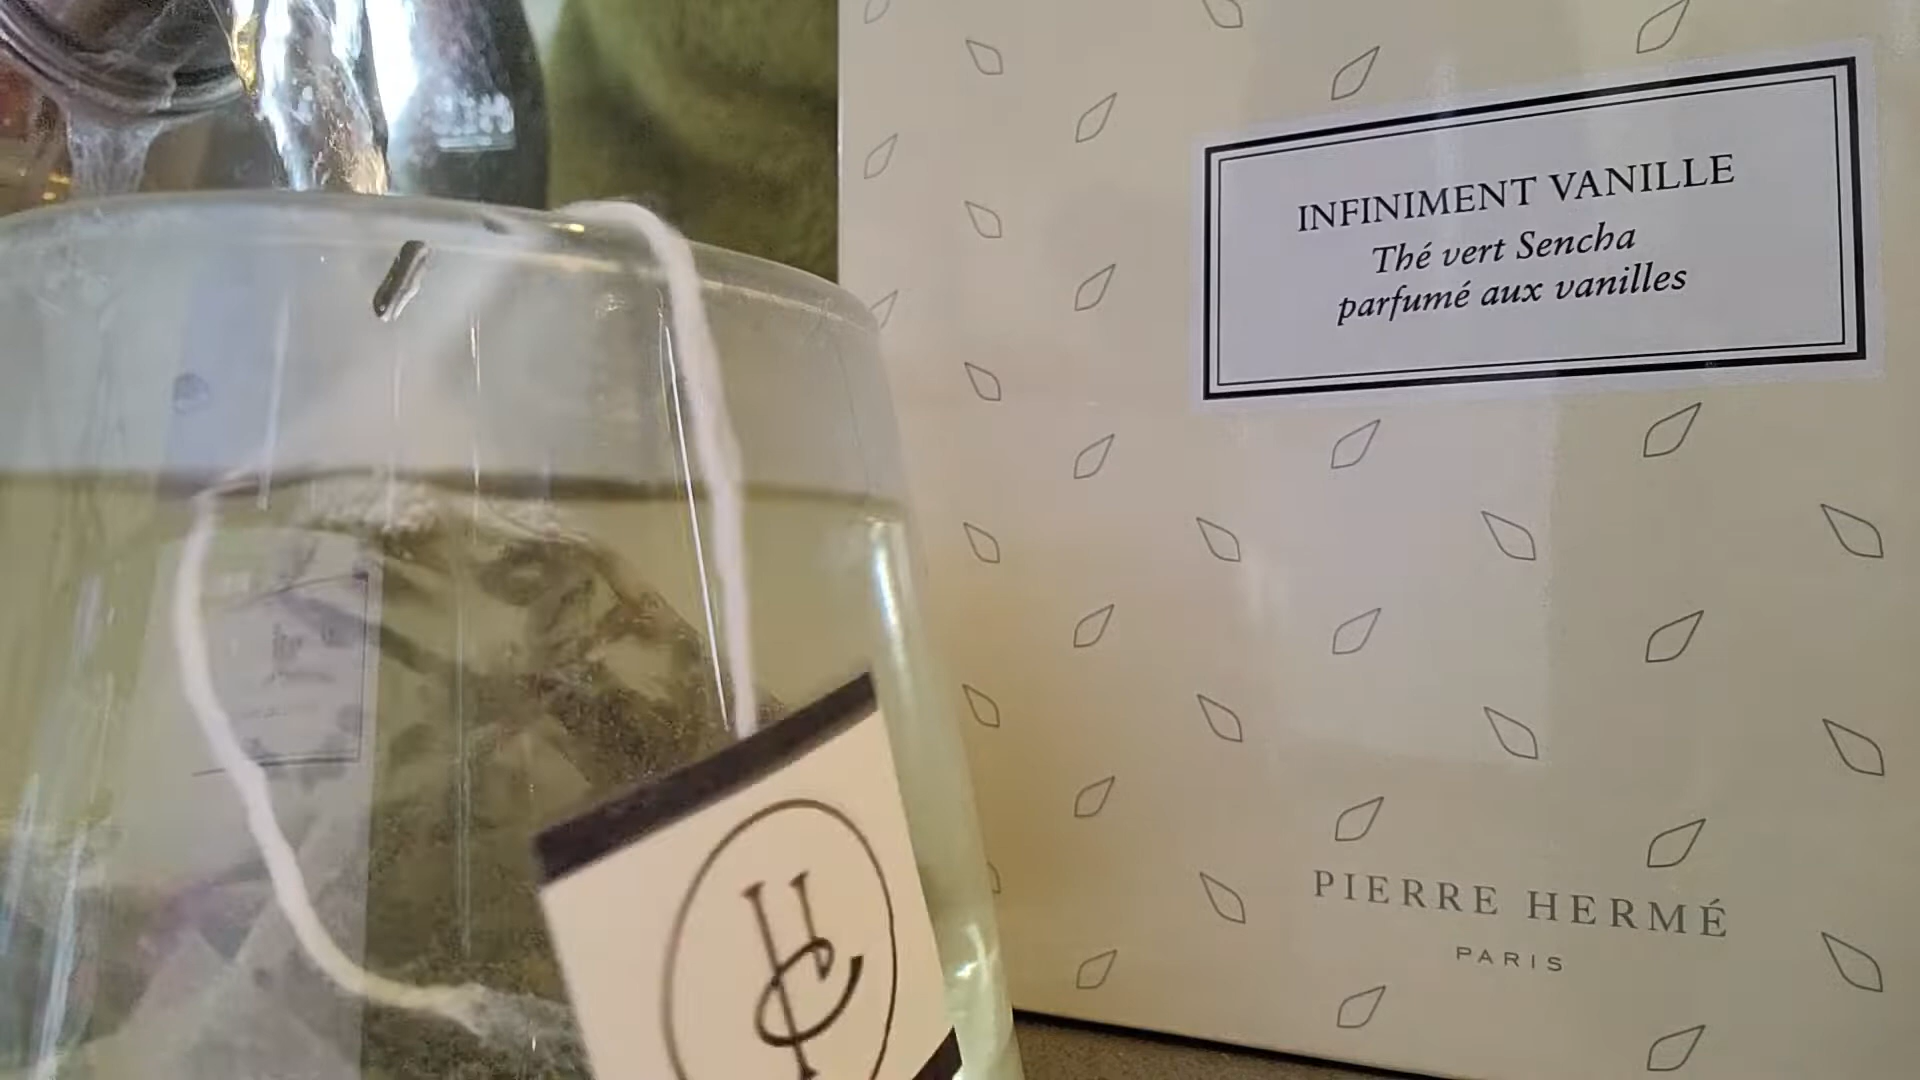 INFINIMENT VANILLE
Thé vert Sencha
parfumé aux vanilles
PIERRE HERMÉ
PARIS